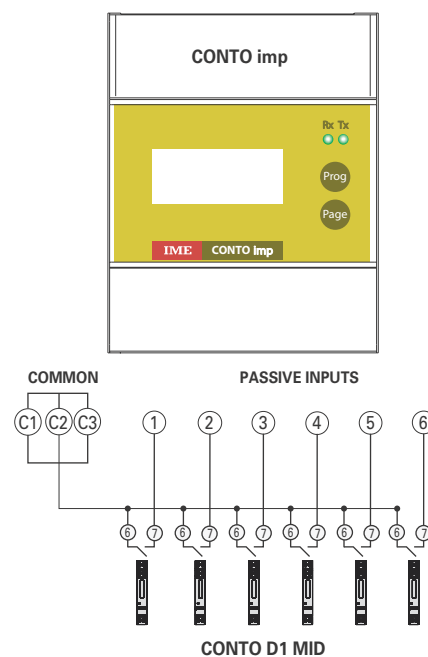 CONTO imp
Rx Tx
Prog
Page
IME CONTO imp
COMMON PASSIVE INPUTS
C1 C2 C3 1 2 3 4 5 6
6 7 6 7 6 7 6 7 6 7 6 7
CONTO D1 MID